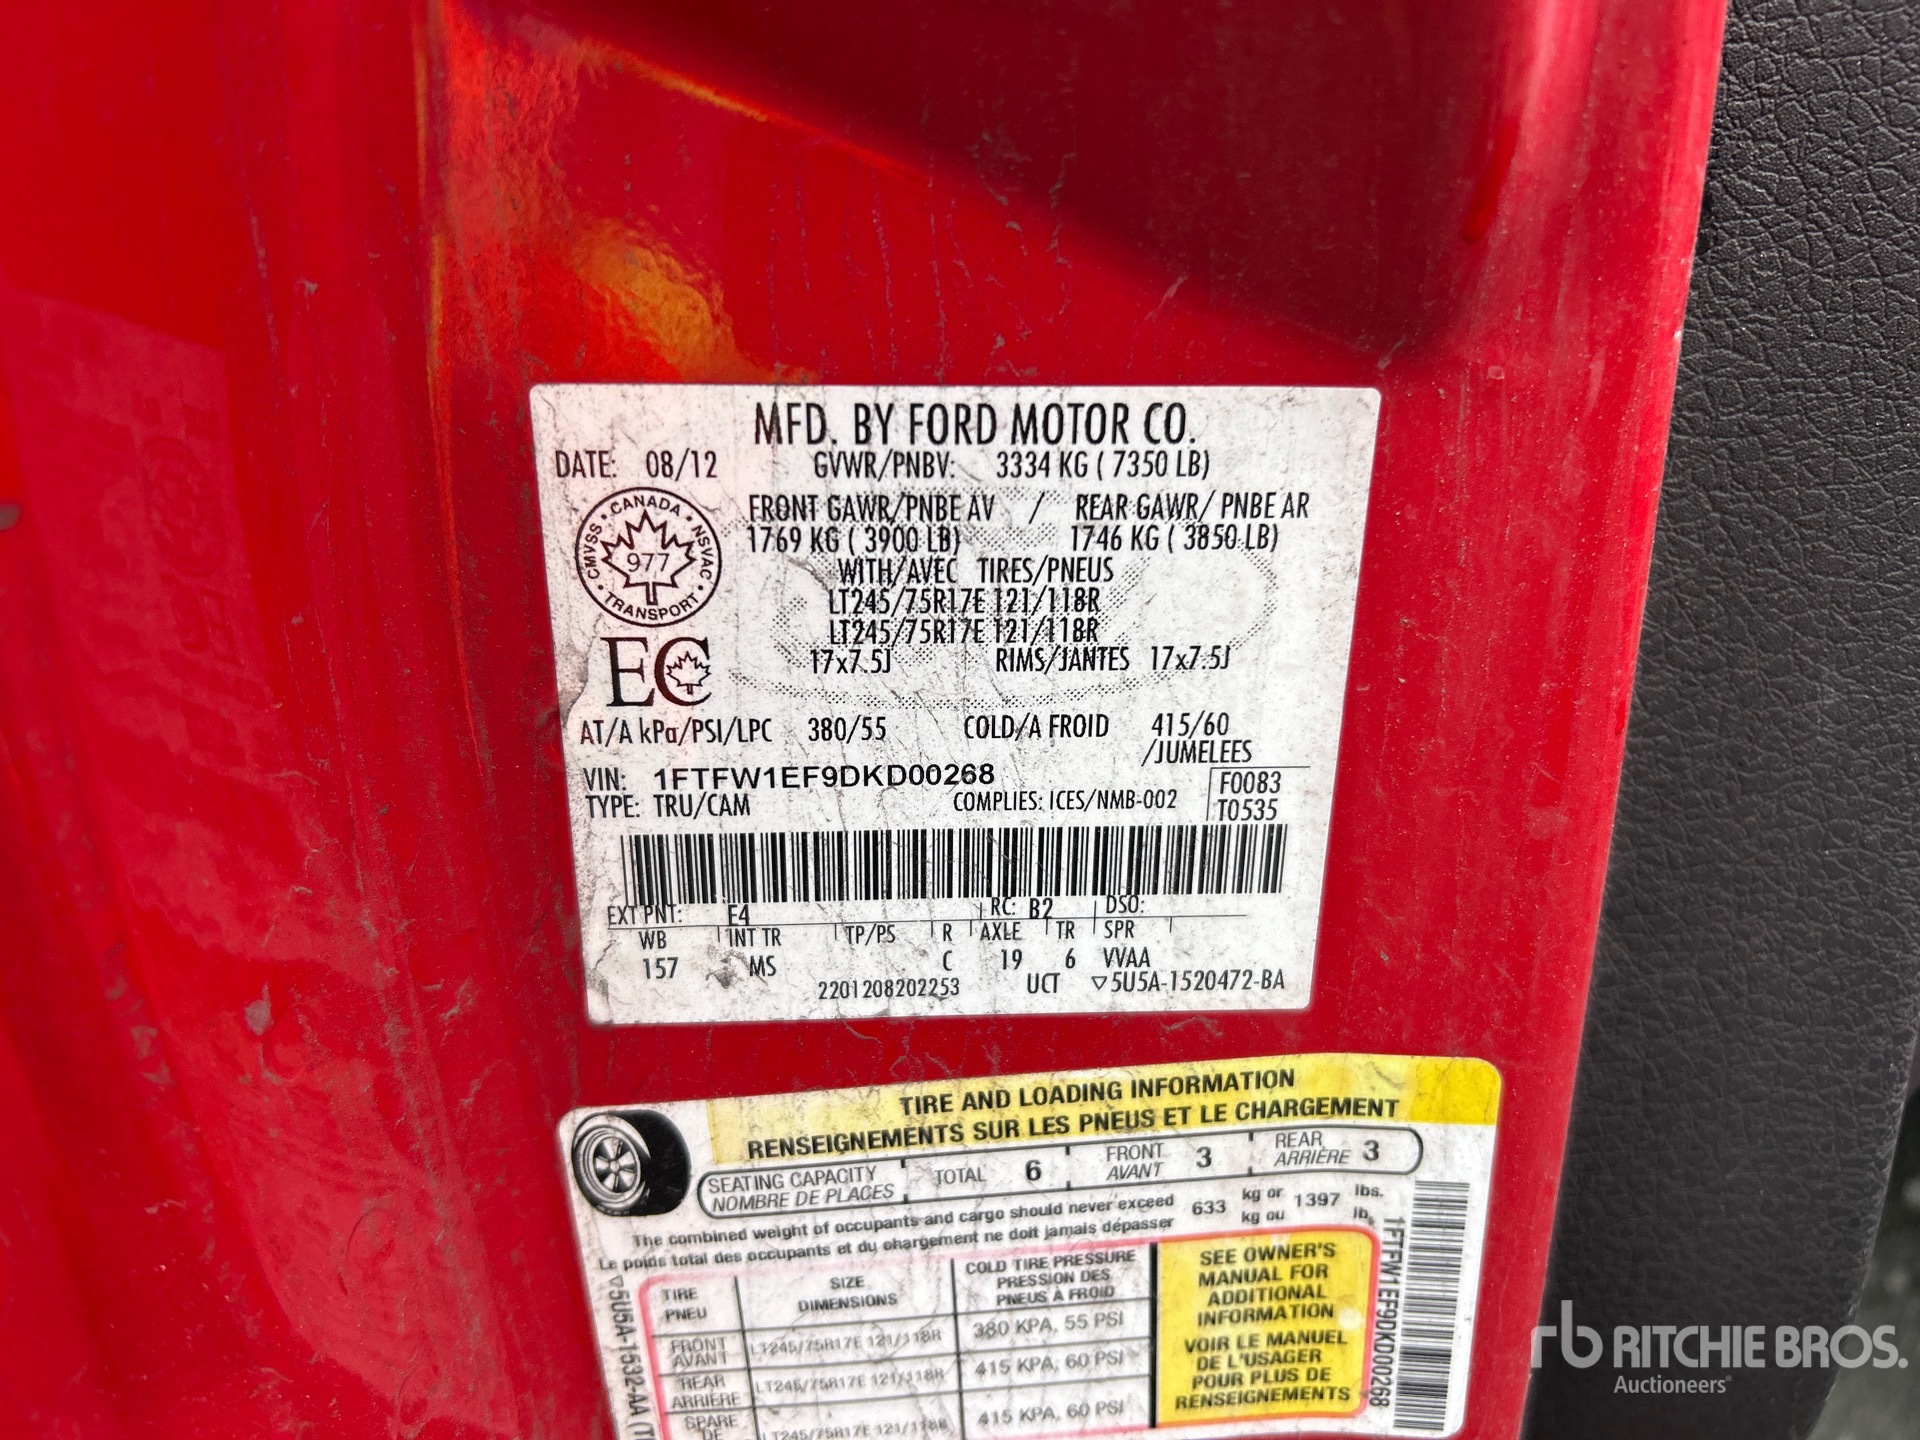 MFD. BY FORD MOTOR CO.
DATE: 08/12 GVWR/PNBV: 3334 KG ( 7350 LB)
CANADA
CMVSS NSVAC
977
TRANSPORT
FRONT GAWR/PNBE AV / REAR GAWR/ PNBE AR
1769 KG ( 3900 LB) 1746 KG ( 3850 LB)
WITH/AVEC TIRES/PNEUS
LT245/75R17E 121/118R
LT245/75R17E 121/118R
EC
17x7.5J RIMS/JANTES 17x7.5J
AT/A kPa/PSI/LPC 380/55 COLD/A FROID 415/60
/JUMELEES
VIN: 1FTFW1EF9DKD00268 F0083
TYPE: TRU/CAM COMPLIES: ICES/NMB-002 T0535
EXT PNT: E4 RC: B2 DSO:
WB INT TR TP/PS R AXLE TR SPR
157 MS C 19 6 VVAA
2201208202253 UCT ▽5U5A-1520472-BA
TIRE AND LOADING INFORMATION
RENSEIGNEMENTS SUR LES PNEUS ET LE CHARGEMENT
SEATING CAPACITY TOTAL 6 FRONT 3 REAR 3
NOMBRE DE PLACES AVANT ARRIÈRE
The combined weight of occupants and cargo should never exceed 633 kg or 1397 lbs.
Le poids total des occupants et du chargement ne doit jamais dépasser kg ou lb.
TIRE SIZE COLD TIRE PRESSURE
PNEU DIMENSIONS PRESSION DES
PNEUS À FROID
FRONT LT245/75R17E 121/118R 380 KPA, 55 PSI
AVANT
REAR LT245/75R17E 121/118R 415 KPA, 60 PSI
ARRIÈRE
SPARE LT245/75R17E 121/118R 415 KPA, 60 PSI
DE
SEE OWNER'S
MANUAL FOR
ADDITIONAL
INFORMATION
VOIR LE MANUEL
DE L'USAGER
POUR PLUS DE
RENSEIGNEMENTS
1FTFW1EF9DKD00268
▽5U5A-1532-AA
rb RITCHIE BROS.
Auctioneers